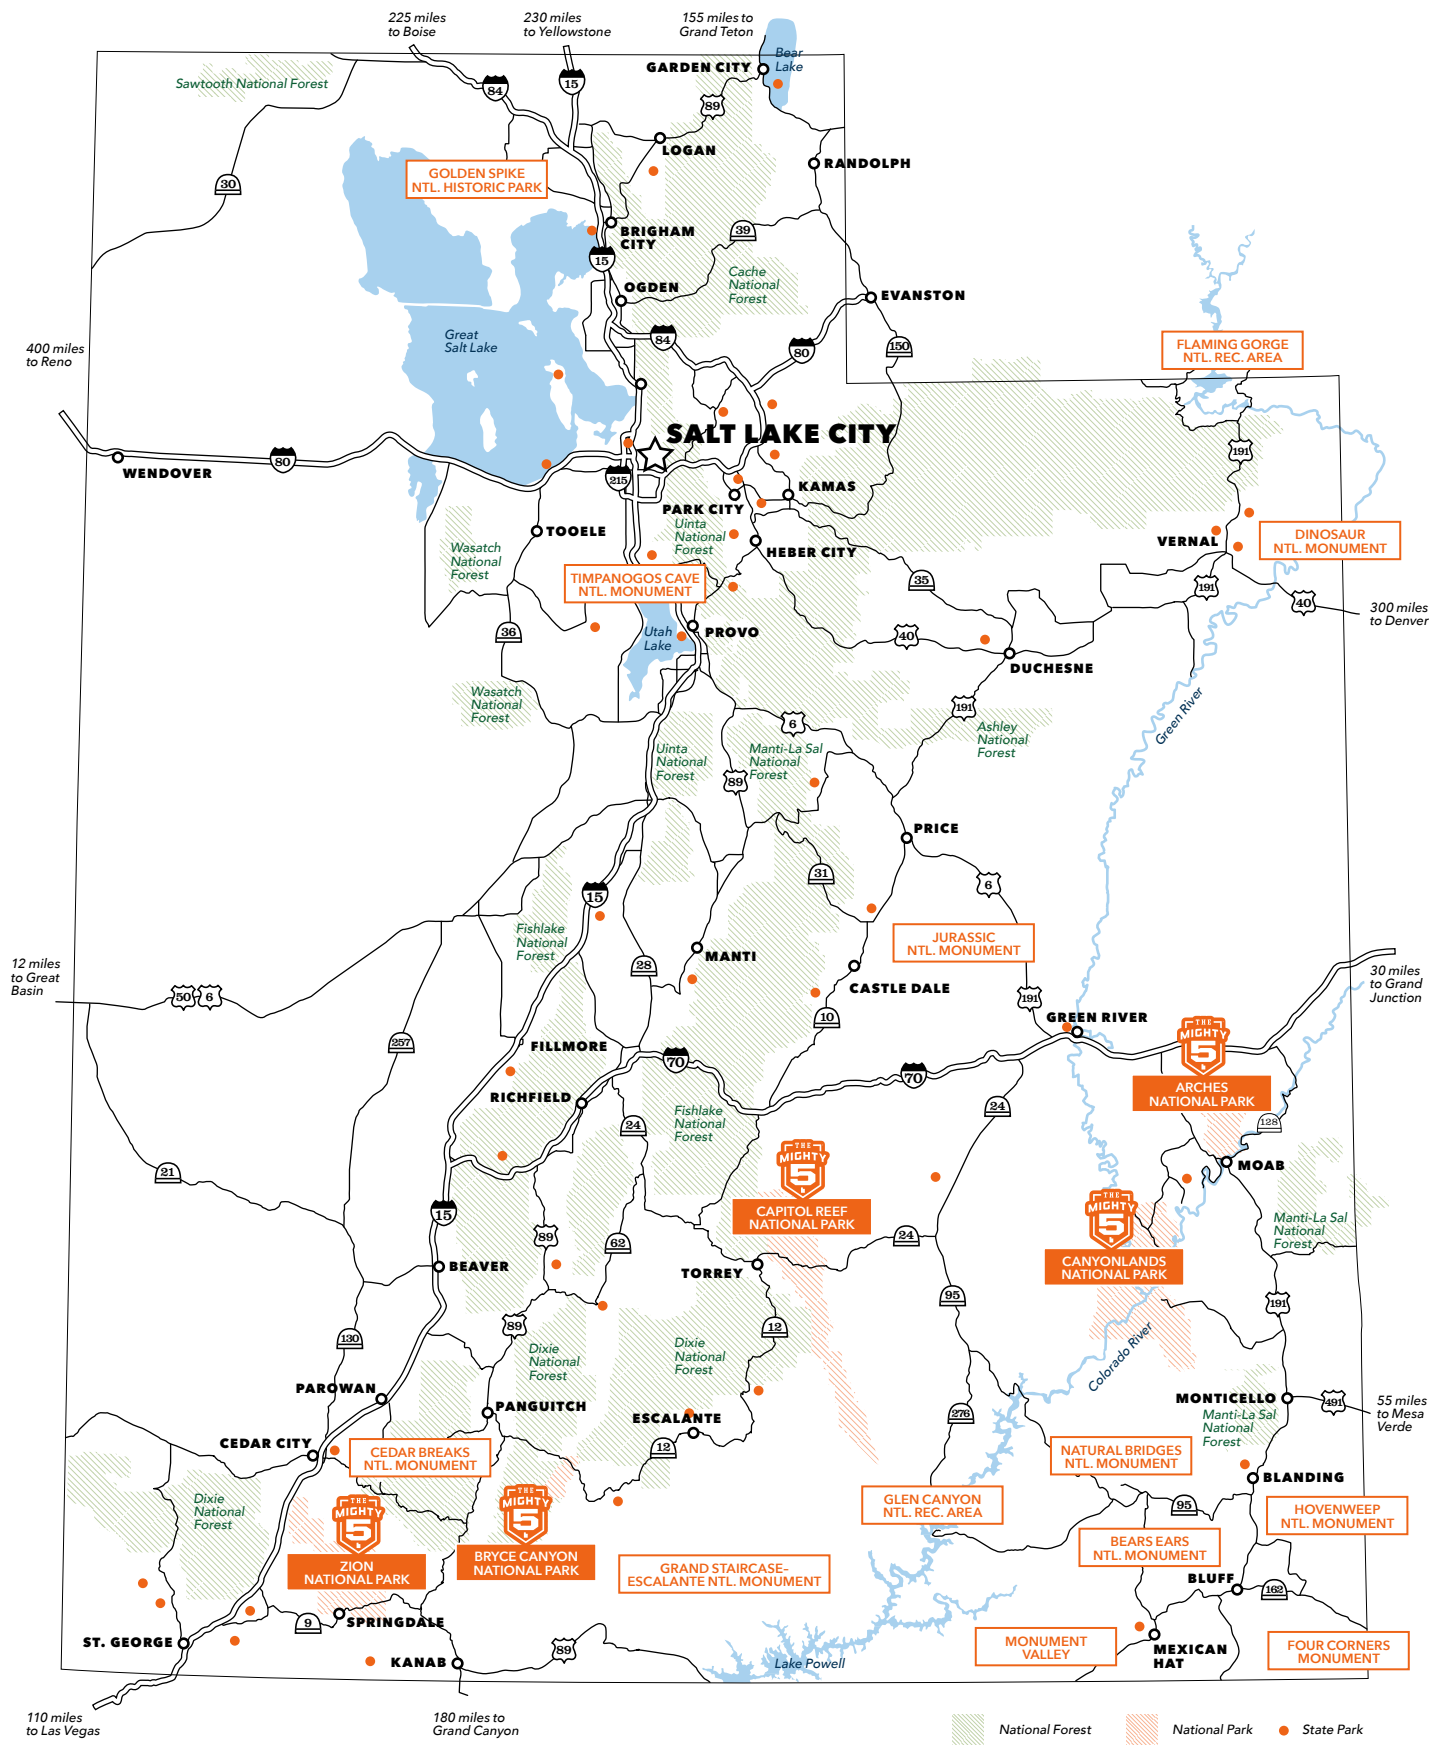 225 miles
to Boise
230 miles
to Yellowstone
155 miles to
Grand Teton
Bear
Lake
GARDEN CITY
Sawtooth National Forest
84
15
89
LOGAN
RANDOLPH
GOLDEN SPIKE
NTL. HISTORIC PARK
30
BRIGHAM
CITY
39
15
Cache
National
Forest
OGDEN
EVANSTON
Great
Salt Lake
84
80
150
400 miles
to Reno
FLAMING GORGE
NTL. REC. AREA
SALT LAKE CITY
191
WENDOVER
80
215
KAMAS
PARK CITY
TOOELE
Uinta
National
Forest
HEBER CITY
VERNAL
DINOSAUR
NTL. MONUMENT
Wasatch
National
Forest
TIMPANOGOS CAVE
NTL. MONUMENT
35
191
40
300 miles
to Denver
36
Utah
Lake
PROVO
40
DUCHESNE
Wasatch
National
Forest
191
6
Ashley
National
Forest
Green River
Uinta
National
Forest
89
Manti-La Sal
National
Forest
PRICE
31
6
15
Fishlake
National
Forest
JURASSIC
NTL. MONUMENT
MANTI
28
CASTLE DALE
12 miles
to Great
Basin
50
6
191
30 miles
to Grand
Junction
10
GREEN RIVER
257
FILLMORE
70
70
THE
MIGHTY
5
ARCHES
NATIONAL PARK
RICHFIELD
Fishlake
National
Forest
24
24
128
21
THE
MIGHTY
5
CAPITOL REEF
NATIONAL PARK
MOAB
15
THE
MIGHTY
5
CANYONLANDS
NATIONAL PARK
Manti-La Sal
National
Forest
89
62
24
BEAVER
TORREY
95
191
130
89
12
Dixie
National
Forest
Dixie
National
Forest
Colorado River
PAROWAN
PANGUITCH
ESCALANTE
276
MONTICELLO
491
55 miles
to Mesa
Verde
Manti-La Sal
National
Forest
CEDAR CITY
CEDAR BREAKS
NTL. MONUMENT
12
NATURAL BRIDGES
NTL. MONUMENT
BLANDING
Dixie
National
Forest
THE
MIGHTY
5
ZION
NATIONAL PARK
THE
MIGHTY
5
BRYCE CANYON
NATIONAL PARK
GLEN CANYON
NTL. REC. AREA
95
HOVENWEEP
NTL. MONUMENT
BEARS EARS
NTL. MONUMENT
GRAND STAIRCASE-
ESCALANTE NTL. MONUMENT
BLUFF
162
9
SPRINGDALE
ST. GEORGE
89
KANAB
Lake Powell
MONUMENT
VALLEY
MEXICAN
HAT
FOUR CORNERS
MONUMENT
110 miles
to Las Vegas
180 miles to
Grand Canyon
National Forest
National Park
State Park